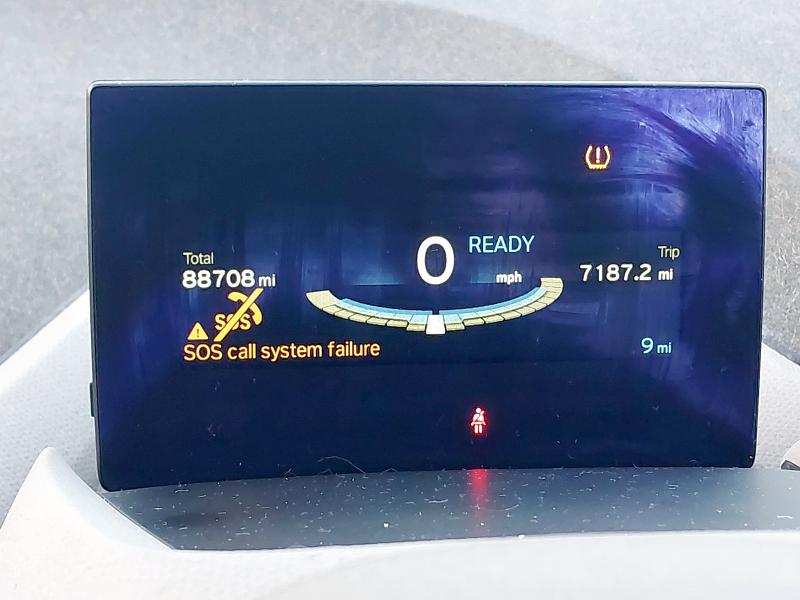 0 READY
mph
Total
88708 mi
Trip
7187.2 mi
SOS
SOS call system failure
9 mi